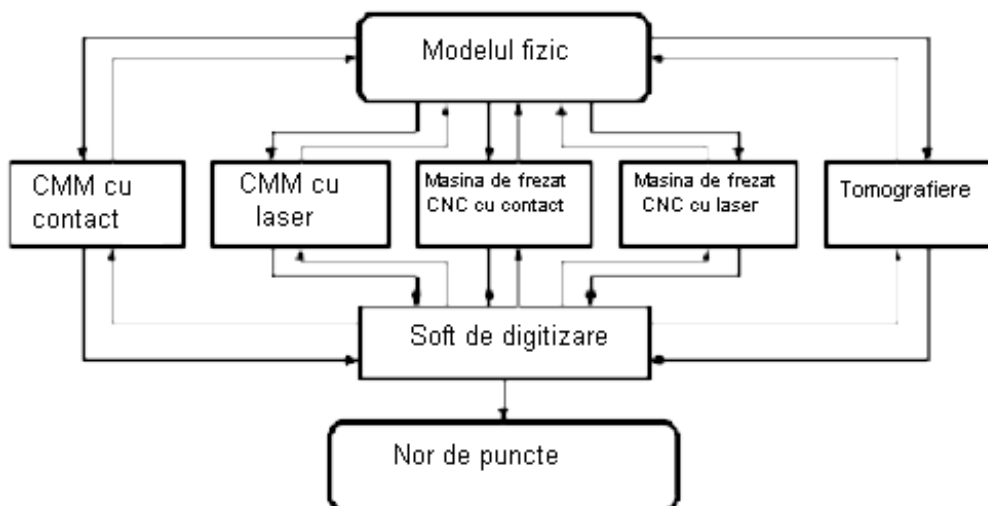 Modelul fizic
CMM cu
contact
CMM cu
laser
Masina de frezat
CNC cu contact
Masina de frezat
CNC cu laser
Tomografiere
Soft de digitizare
Nor de puncte